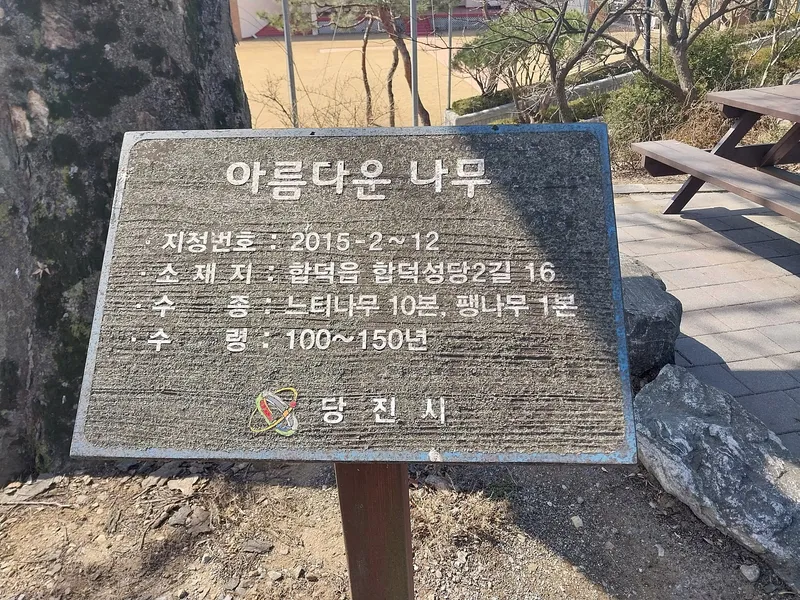 아름다운 나무
· 지정번호 : 2015-2~12
· 소 재 지 : 합덕읍 합덕성당2길 16
· 수 종 : 느티나무 10본, 팽나무 1본
· 수 령 : 100~150년
당 진 시